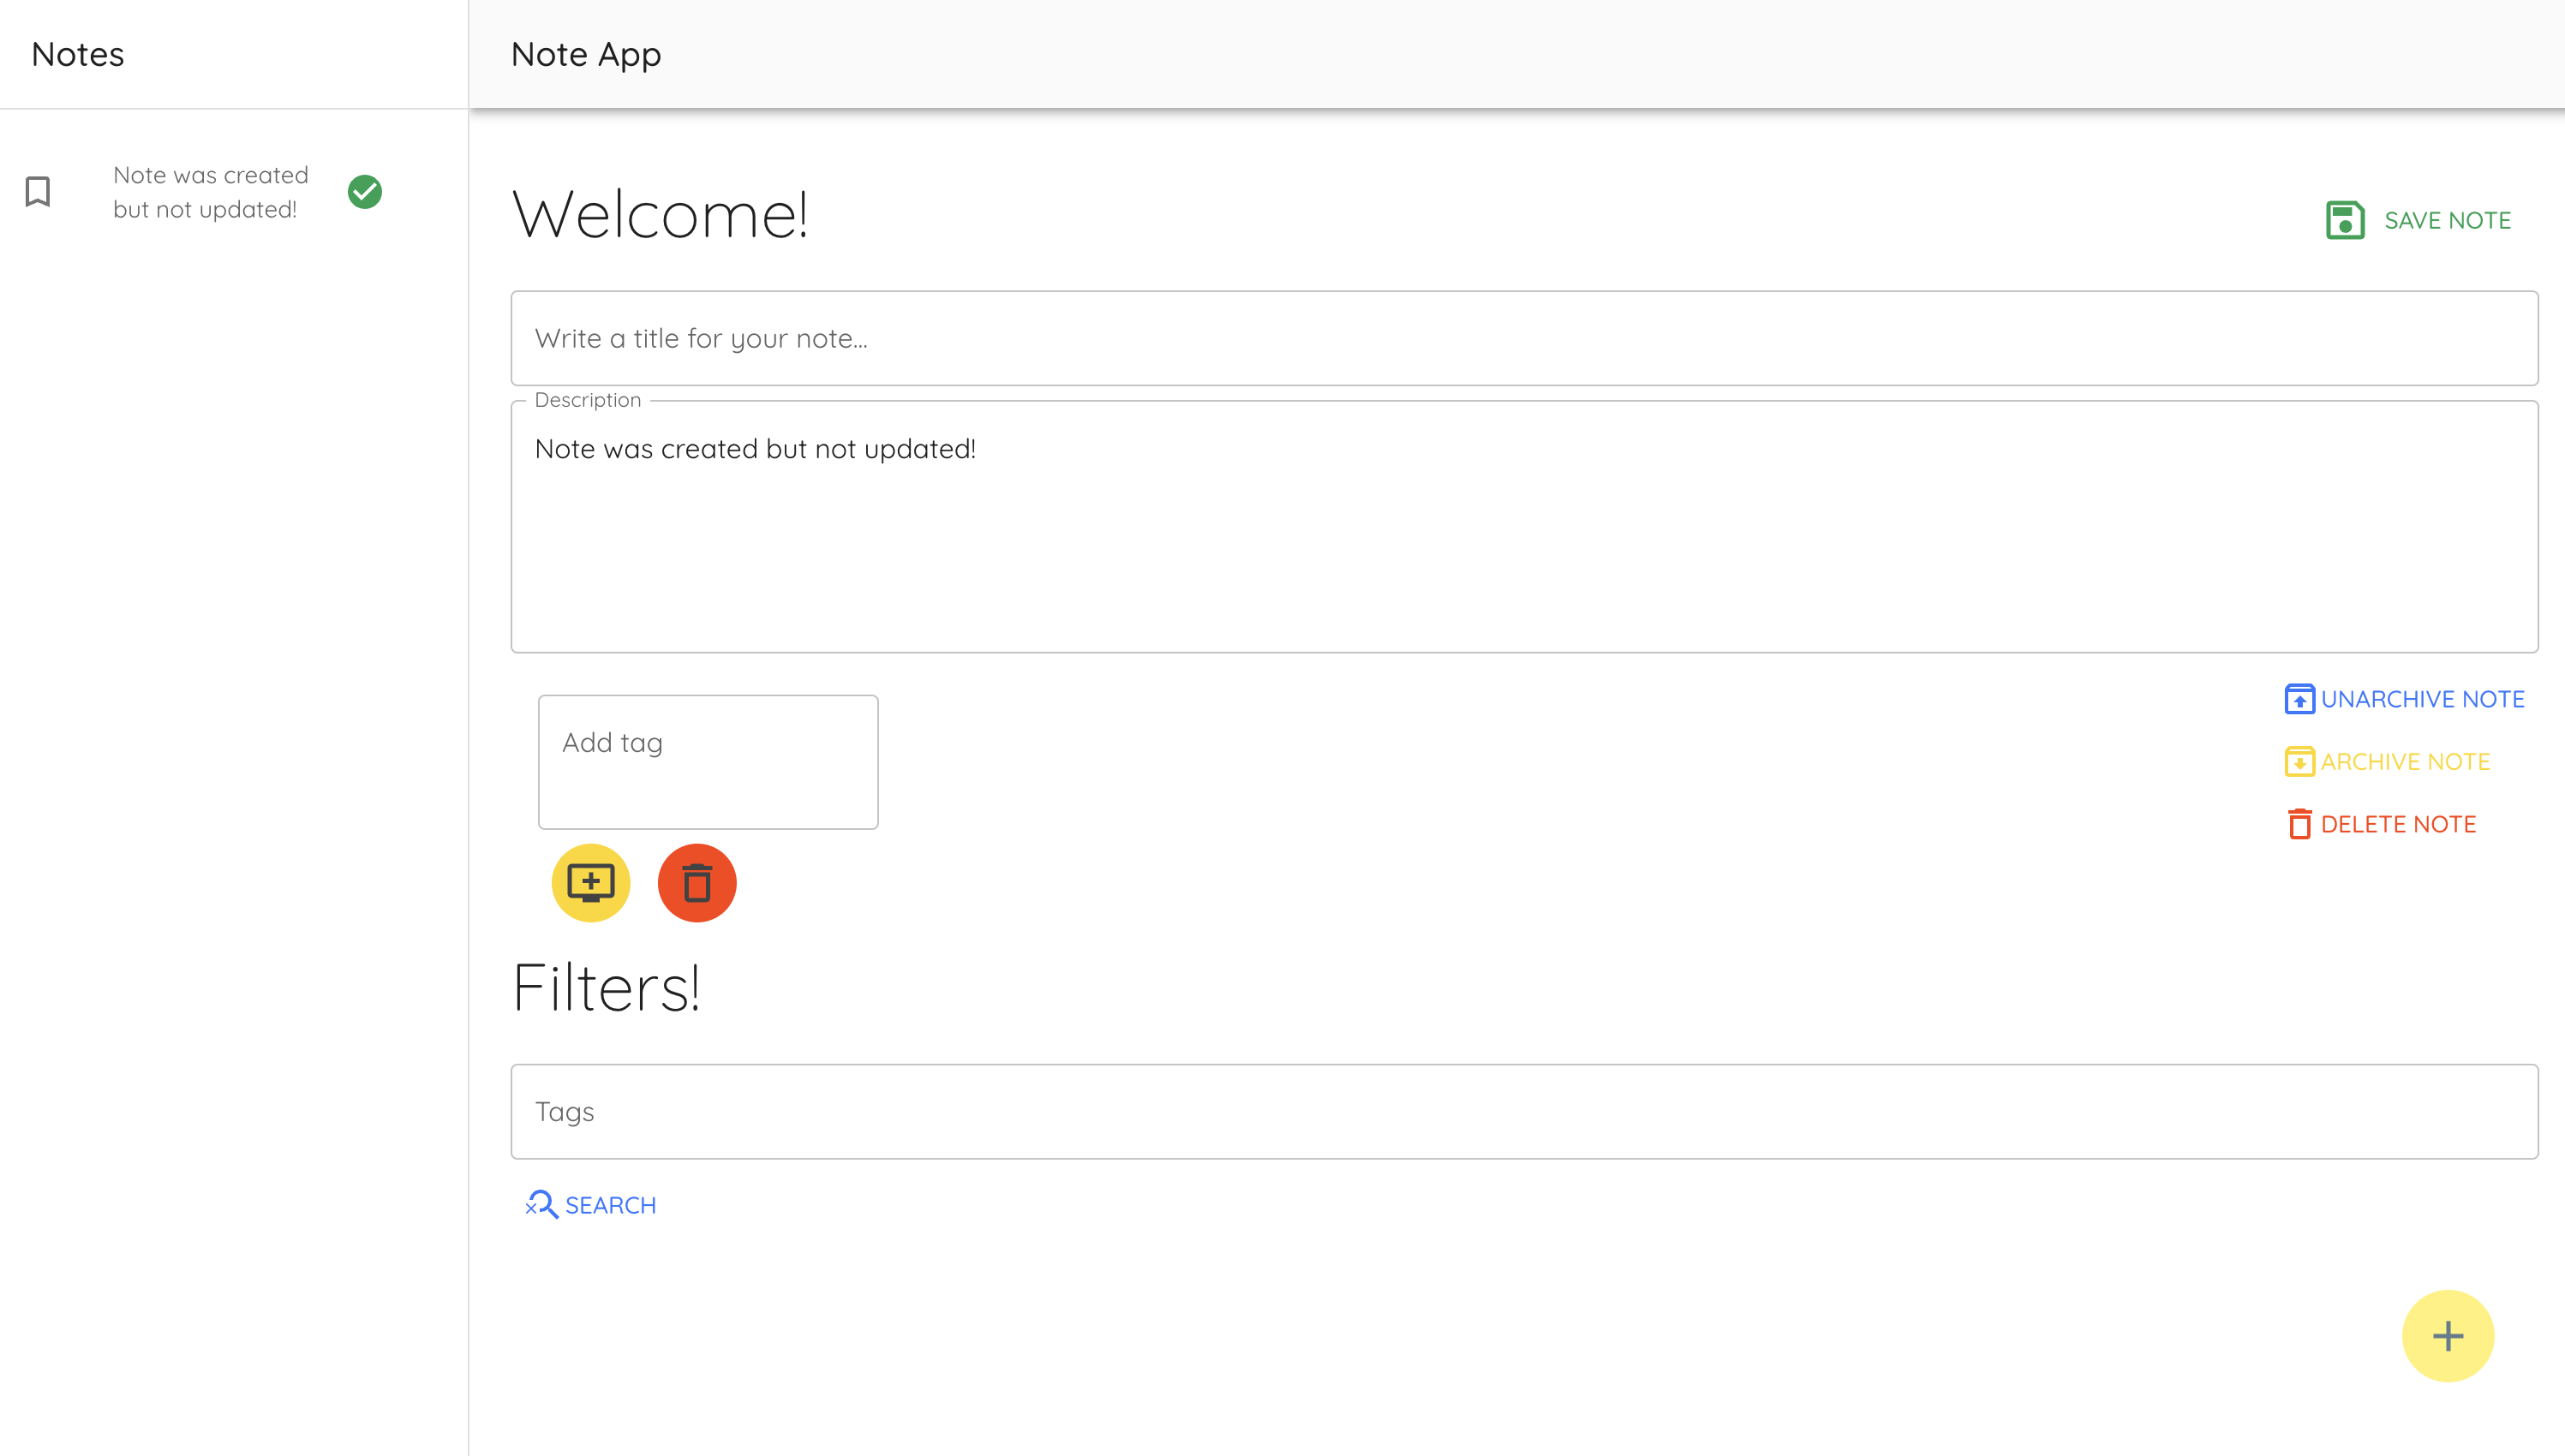 Notes
Note App
Note was created
but not updated!
Welcome!
SAVE NOTE
Write a title for your note...
Description
Note was created but not updated!
Add tag
UNARCHIVE NOTE
ARCHIVE NOTE
DELETE NOTE
Filters!
Tags
SEARCH